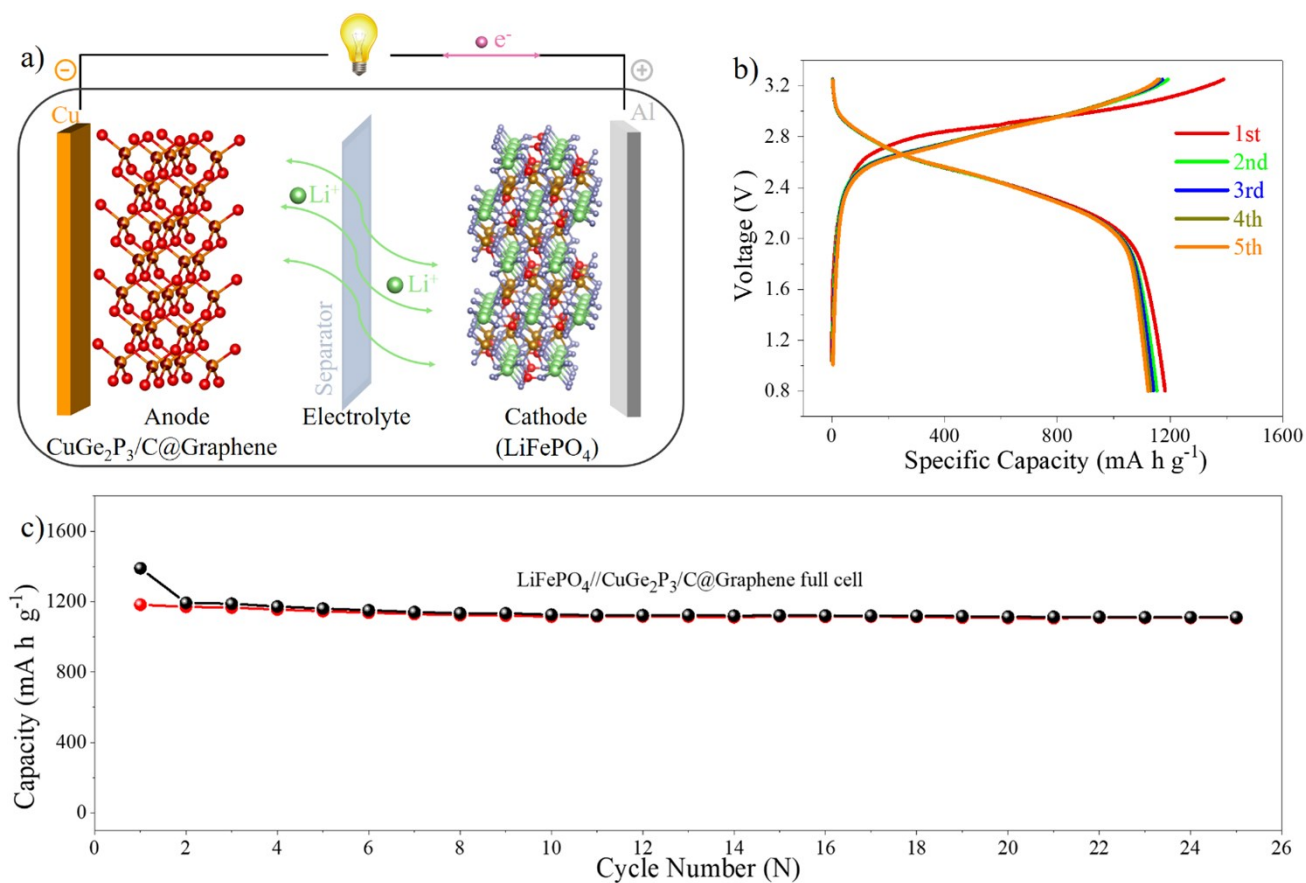 a)
e⁻
⊖
⊕
Cu
Al
Li⁺
Li⁺
Separator
Anode
Electrolyte
Cathode
CuGe₂P₃/C@Graphene
(LiFePO₄)
b)
3.2
2.8
2.4
2.0
1.6
1.2
0.8
Voltage (V)
1st
2nd
3rd
4th
5th
0
400
800
1200
1600
Specific Capacity (mA h g⁻¹)
c)
1600
1200
800
400
0
Capacity (mA h g⁻¹)
LiFePO₄//CuGe₂P₃/C@Graphene full cell
0 2 4 6 8 10 12 14 16 18 20 22 24 26
Cycle Number (N)